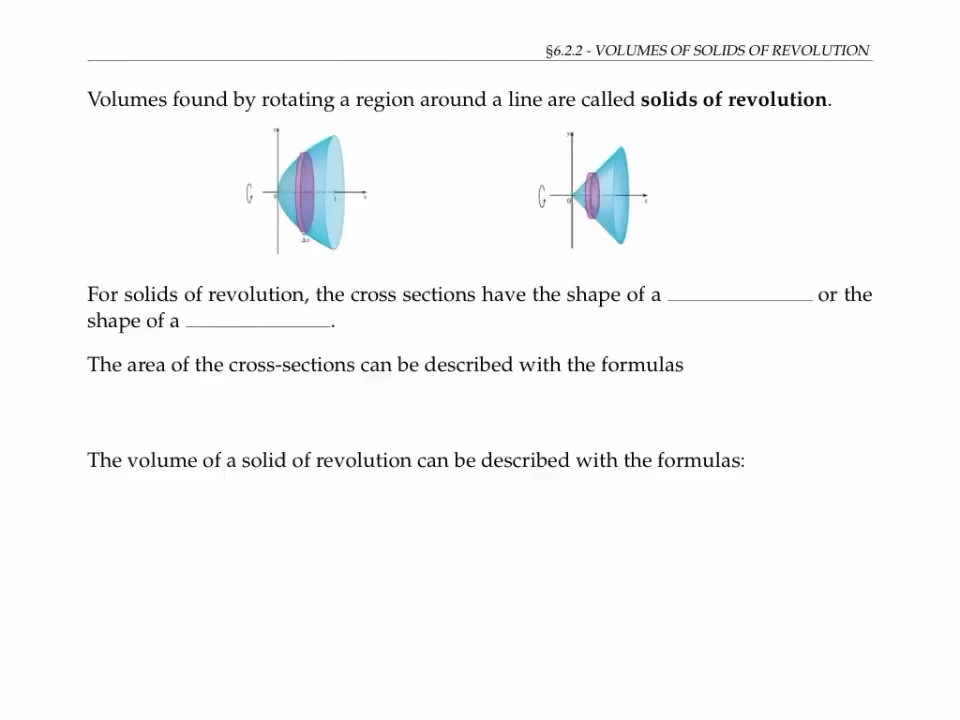 §6.2.2 - VOLUMES OF SOLIDS OF REVOLUTION
Volumes found by rotating a region around a line are called solids of revolution.
y
0
x
0
1
x
For solids of revolution, the cross sections have the shape of a ______________ or the
shape of a ______________.
The area of the cross-sections can be described with the formulas
The volume of a solid of revolution can be described with the formulas: